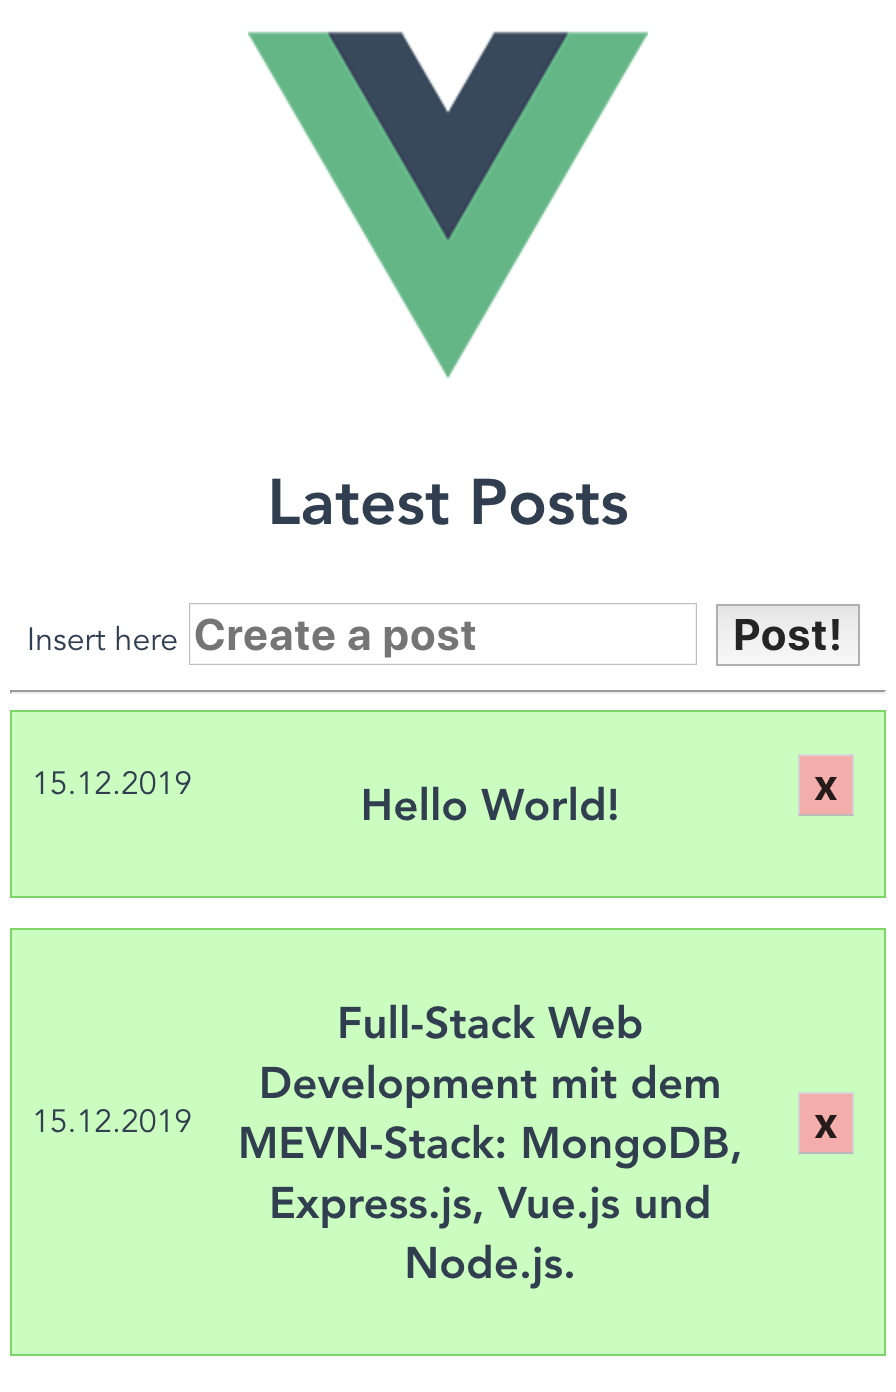 Latest Posts
Insert here Create a post Post!
15.12.2019 Hello World! x
Full-Stack Web
Development mit dem
15.12.2019 MEVN-Stack: MongoDB, x
Express.js, Vue.js und
Node.js.